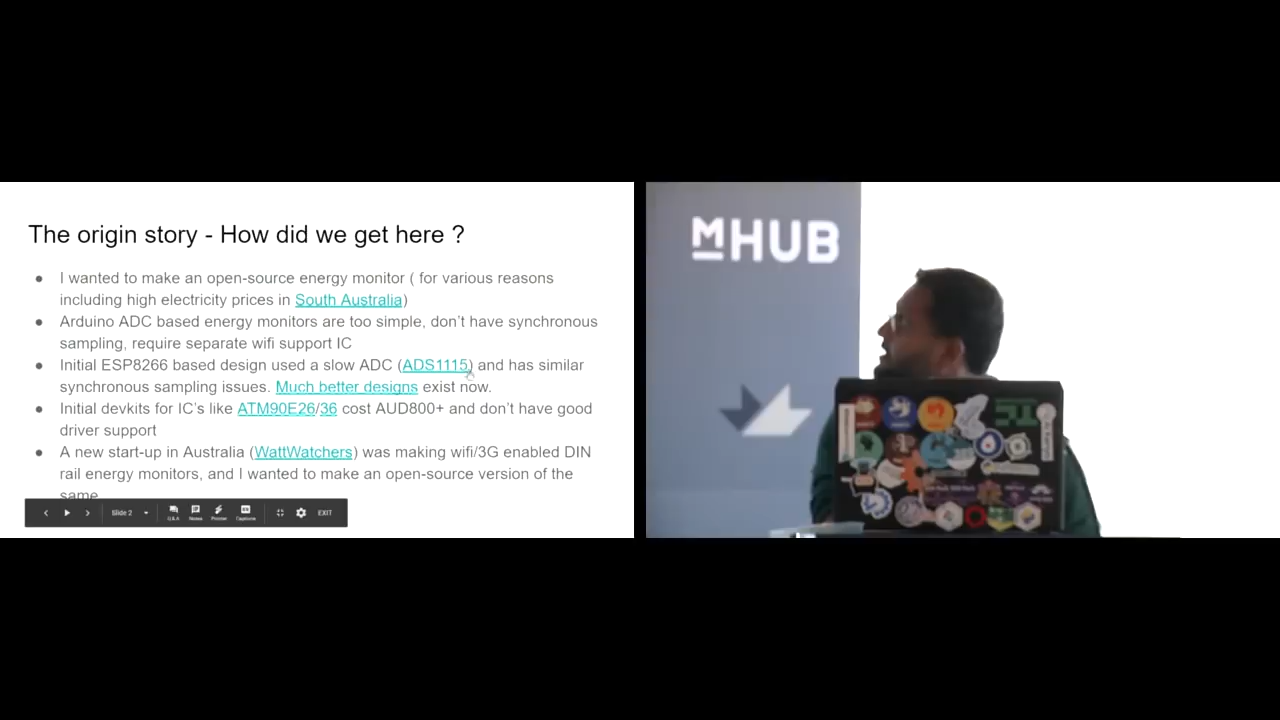 The origin story - How did we get here ?
● I wanted to make an open-source energy monitor ( for various reasons
including high electricity prices in South Australia)
● Arduino ADC based energy monitors are too simple, don't have synchronous
sampling, require separate wifi support IC
● Initial ESP8266 based design used a slow ADC (ADS1115) and has similar
synchronous sampling issues. Much better designs exist now.
● Initial devkits for IC's like ATM90E26/36 cost AUD800+ and don't have good
driver support
● A new start-up in Australia (WattWatchers) was making wifi/3G enabled DIN
rail energy monitors, and I wanted to make an open-source version of the
same
Slide 2
Q&A Notes Pointer Captions
EXIT
MHUB